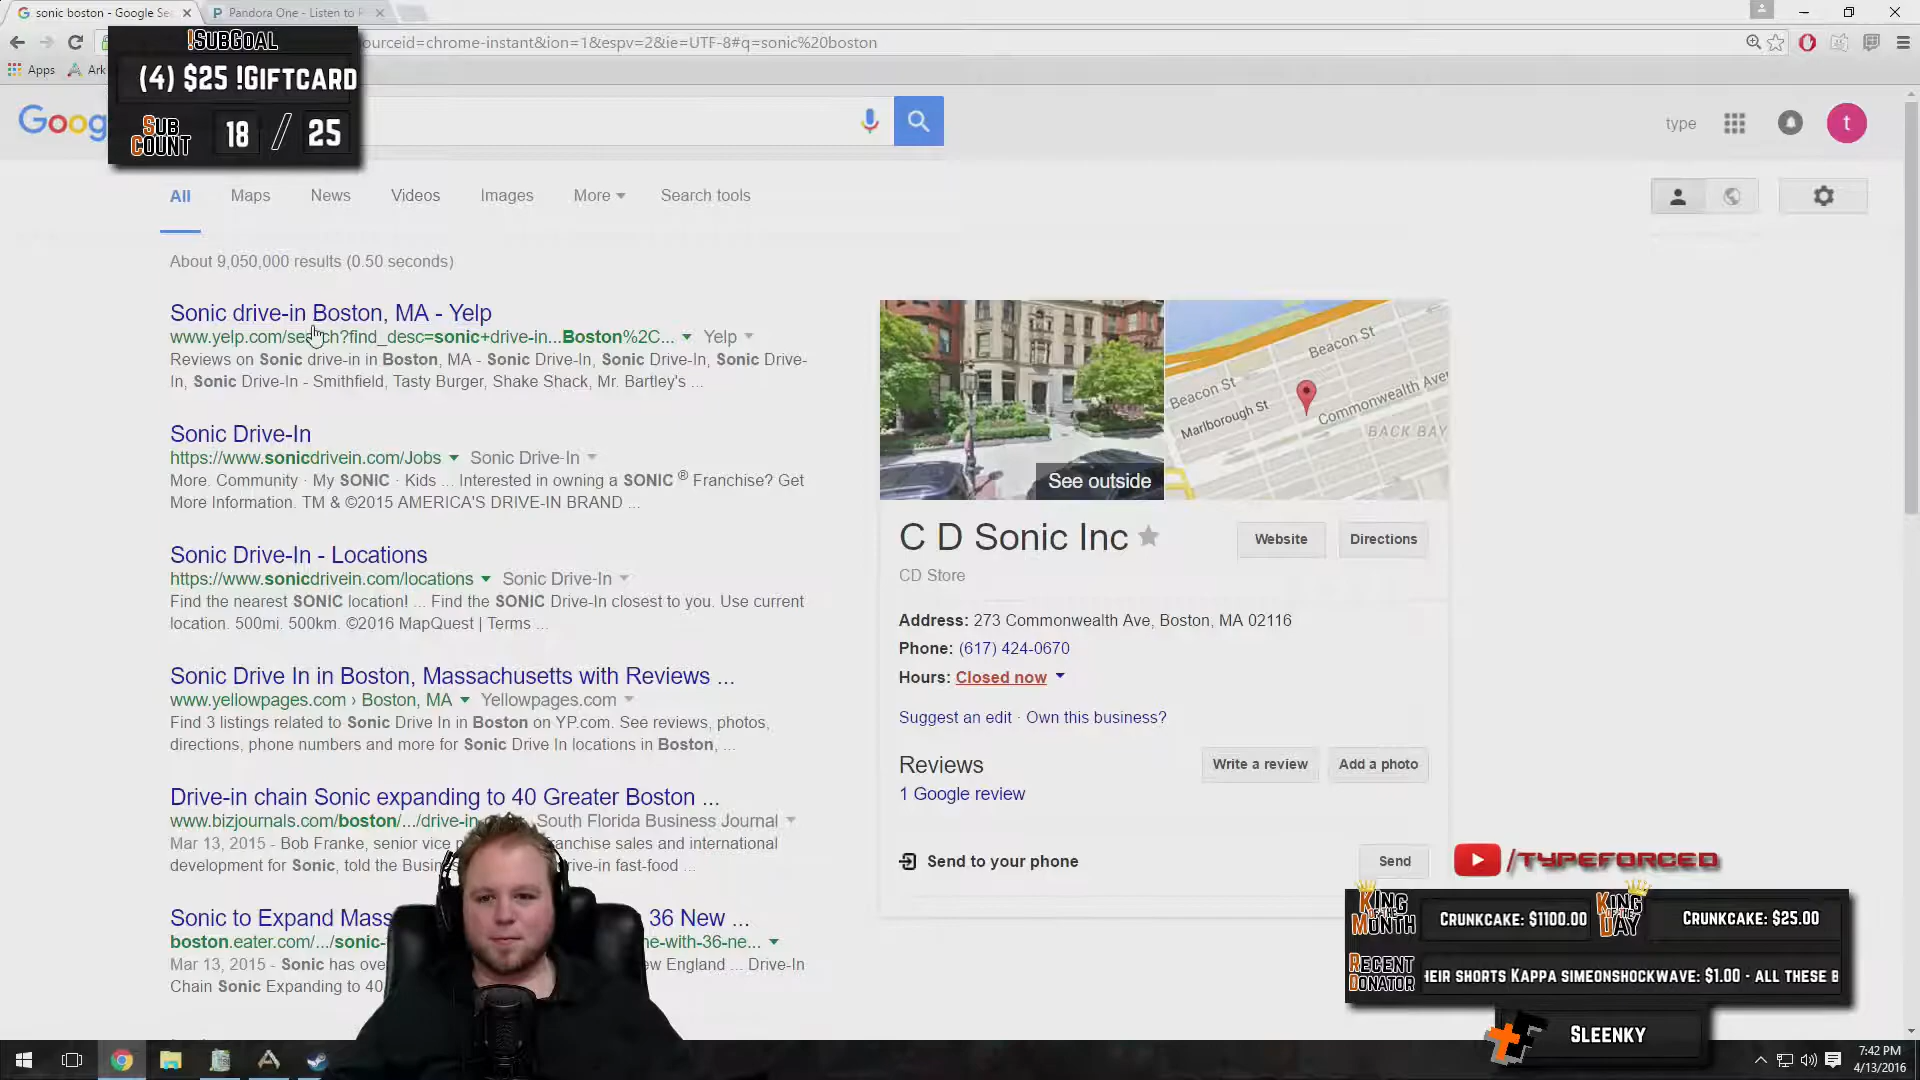 sonic boston - Google Se
Pandora One - Listen to
ourceid=chrome-instant&ion=1&espv=2&ie=UTF-8#q=sonic%20boston
Apps
Ark
!SUBGOAL
(4) $25 !GIFTCARD
SUB COUNT
18 / 25
Goog
type
t
All
Maps
News
Videos
Images
More
Search tools
About 9,050,000 results (0.50 seconds)
Sonic drive-in Boston, MA - Yelp
www.yelp.com/search?find_desc=sonic+drive-in...Boston%2C... Yelp
Reviews on Sonic drive-in in Boston, MA - Sonic Drive-In, Sonic Drive-In, Sonic Drive-
In, Sonic Drive-In - Smithfield, Tasty Burger, Shake Shack, Mr. Bartley's ...
Sonic Drive-In
https://www.sonicdrivein.com/Jobs Sonic Drive-In
More. Community · My SONIC · Kids ... Interested in owning a SONIC ® Franchise? Get
More Information. TM & ©2015 AMERICA'S DRIVE-IN BRAND ...
Sonic Drive-In - Locations
https://www.sonicdrivein.com/locations Sonic Drive-In
Find the nearest SONIC location! ... Find the SONIC Drive-In closest to you. Use current
location. 500mi. 500km. ©2016 MapQuest | Terms ...
Sonic Drive In in Boston, Massachusetts with Reviews ...
www.yellowpages.com › Boston, MA Yellowpages.com
Find 3 listings related to Sonic Drive In in Boston on YP.com. See reviews, photos,
directions, phone numbers and more for Sonic Drive In locations in Boston, ...
Drive-in chain Sonic expanding to 40 Greater Boston ...
www.bizjournals.com/boston/.../drive-in South Florida Business Journal
Mar 13, 2015 - Bob Franke, senior vice franchise sales and international
development for Sonic, told the Busin drive-in fast-food ...
Sonic to Expand Mass 36 New ...
boston.eater.com/.../sonic- ne-with-36-ne...
Mar 13, 2015 - Sonic has ove ew England ... Drive-In
Chain Sonic Expanding to 40
See outside
Beacon St
Beacon St
Marlborough St
Commonwealth Ave
BACK BAY
C D Sonic Inc
Website
Directions
CD Store
Address: 273 Commonwealth Ave, Boston, MA 02116
Phone: (617) 424-0670
Hours: Closed now
Suggest an edit · Own this business?
Reviews
Write a review
Add a photo
1 Google review
Send to your phone
Send
/TYPEFORCED
KING OF THE MONTH
CRUNKCAKE: $1100.00
KING OF THE DAY
CRUNKCAKE: $25.00
RECENT DONATOR
HEIR SHORTS KAPPA SIMEONSHOCKWAVE: $1.00 - ALL THESE B
SLEENKY
7:42 PM
4/13/2016